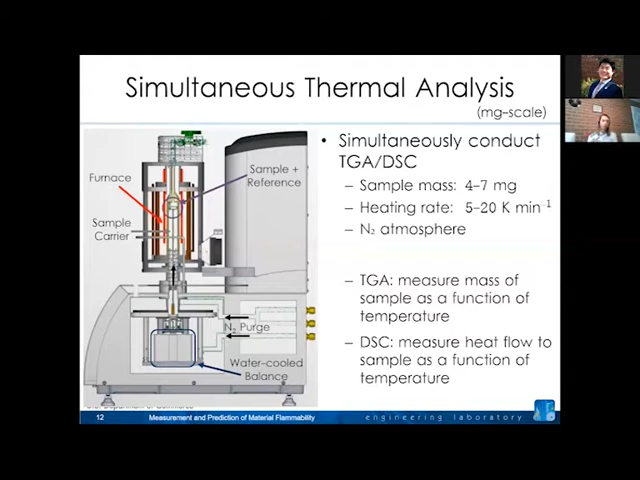 Simultaneous Thermal Analysis
(mg-scale)
• Simultaneously conduct
TGA/DSC
– Sample mass: 4-7 mg
– Heating rate: 5-20 K min⁻¹
– N₂ atmosphere
– TGA: measure mass of
sample as a function of
temperature
– DSC: measure heat flow to
sample as a function of
temperature
Furnace
Sample +
Reference
Sample
Carrier
N₂ Purge
Water-cooled
Balance
12
Measurement and Prediction of Material Flammability
engineering laboratory